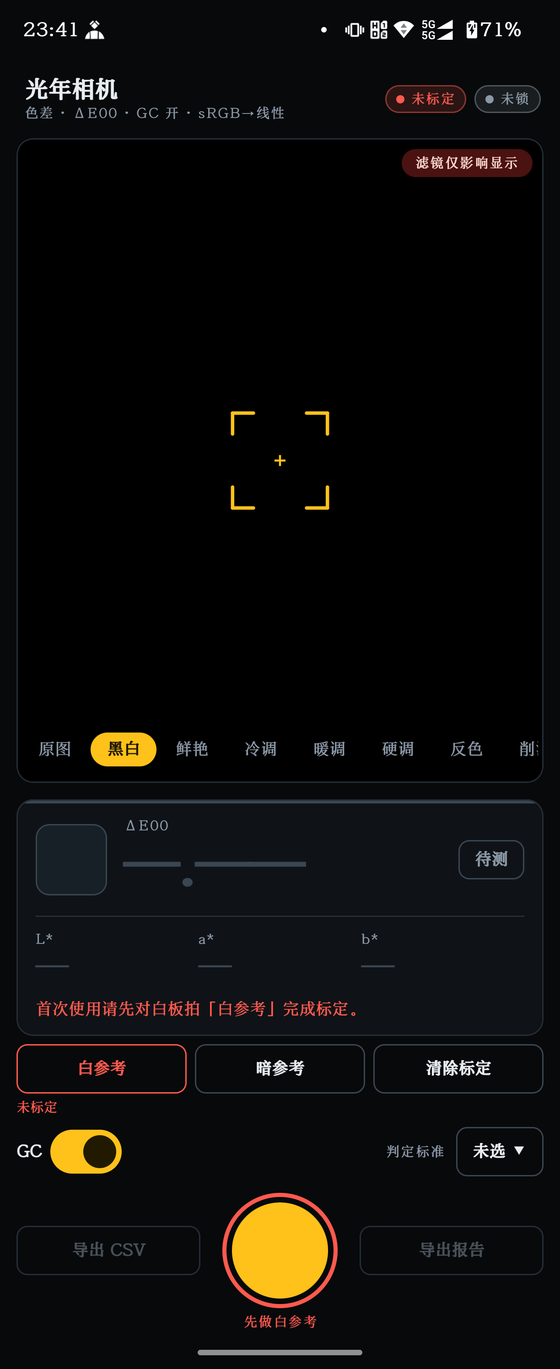 23:41 5G 5G 71%
光年相机
色差 · ΔE00 · GC 开 · sRGB→线性
未标定 未锁
滤镜仅影响显示
原图 黑白 鲜艳 冷调 暖调 硬调 反色 削
ΔE00
待测
L* a* b*
首次使用请先对白板拍「白参考」完成标定。
白参考 暗参考 清除标定
未标定
GC 判定标准 未选 ▼
导出 CSV 导出报告
先做白参考